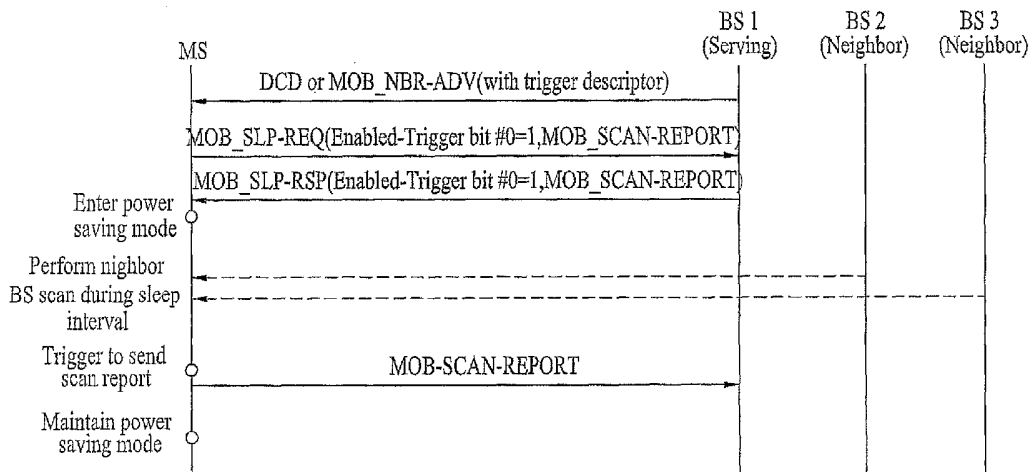 MS
BS 1
(Serving)
BS 2
(Neighbor)
BS 3
(Neighbor)
DCD or MOB_NBR-ADV(with trigger descriptor)
MOB_SLP-REQ(Enabled-Trigger bit #0=1,MOB_SCAN-REPORT)
MOB_SLP-RSP(Enabled-Trigger bit #0=1,MOB_SCAN-REPORT)
Enter power
saving mode
Perform nighbor
BS scan during sleep
interval
Trigger to send
scan report
MOB-SCAN-REPORT
Maintain power
saving mode